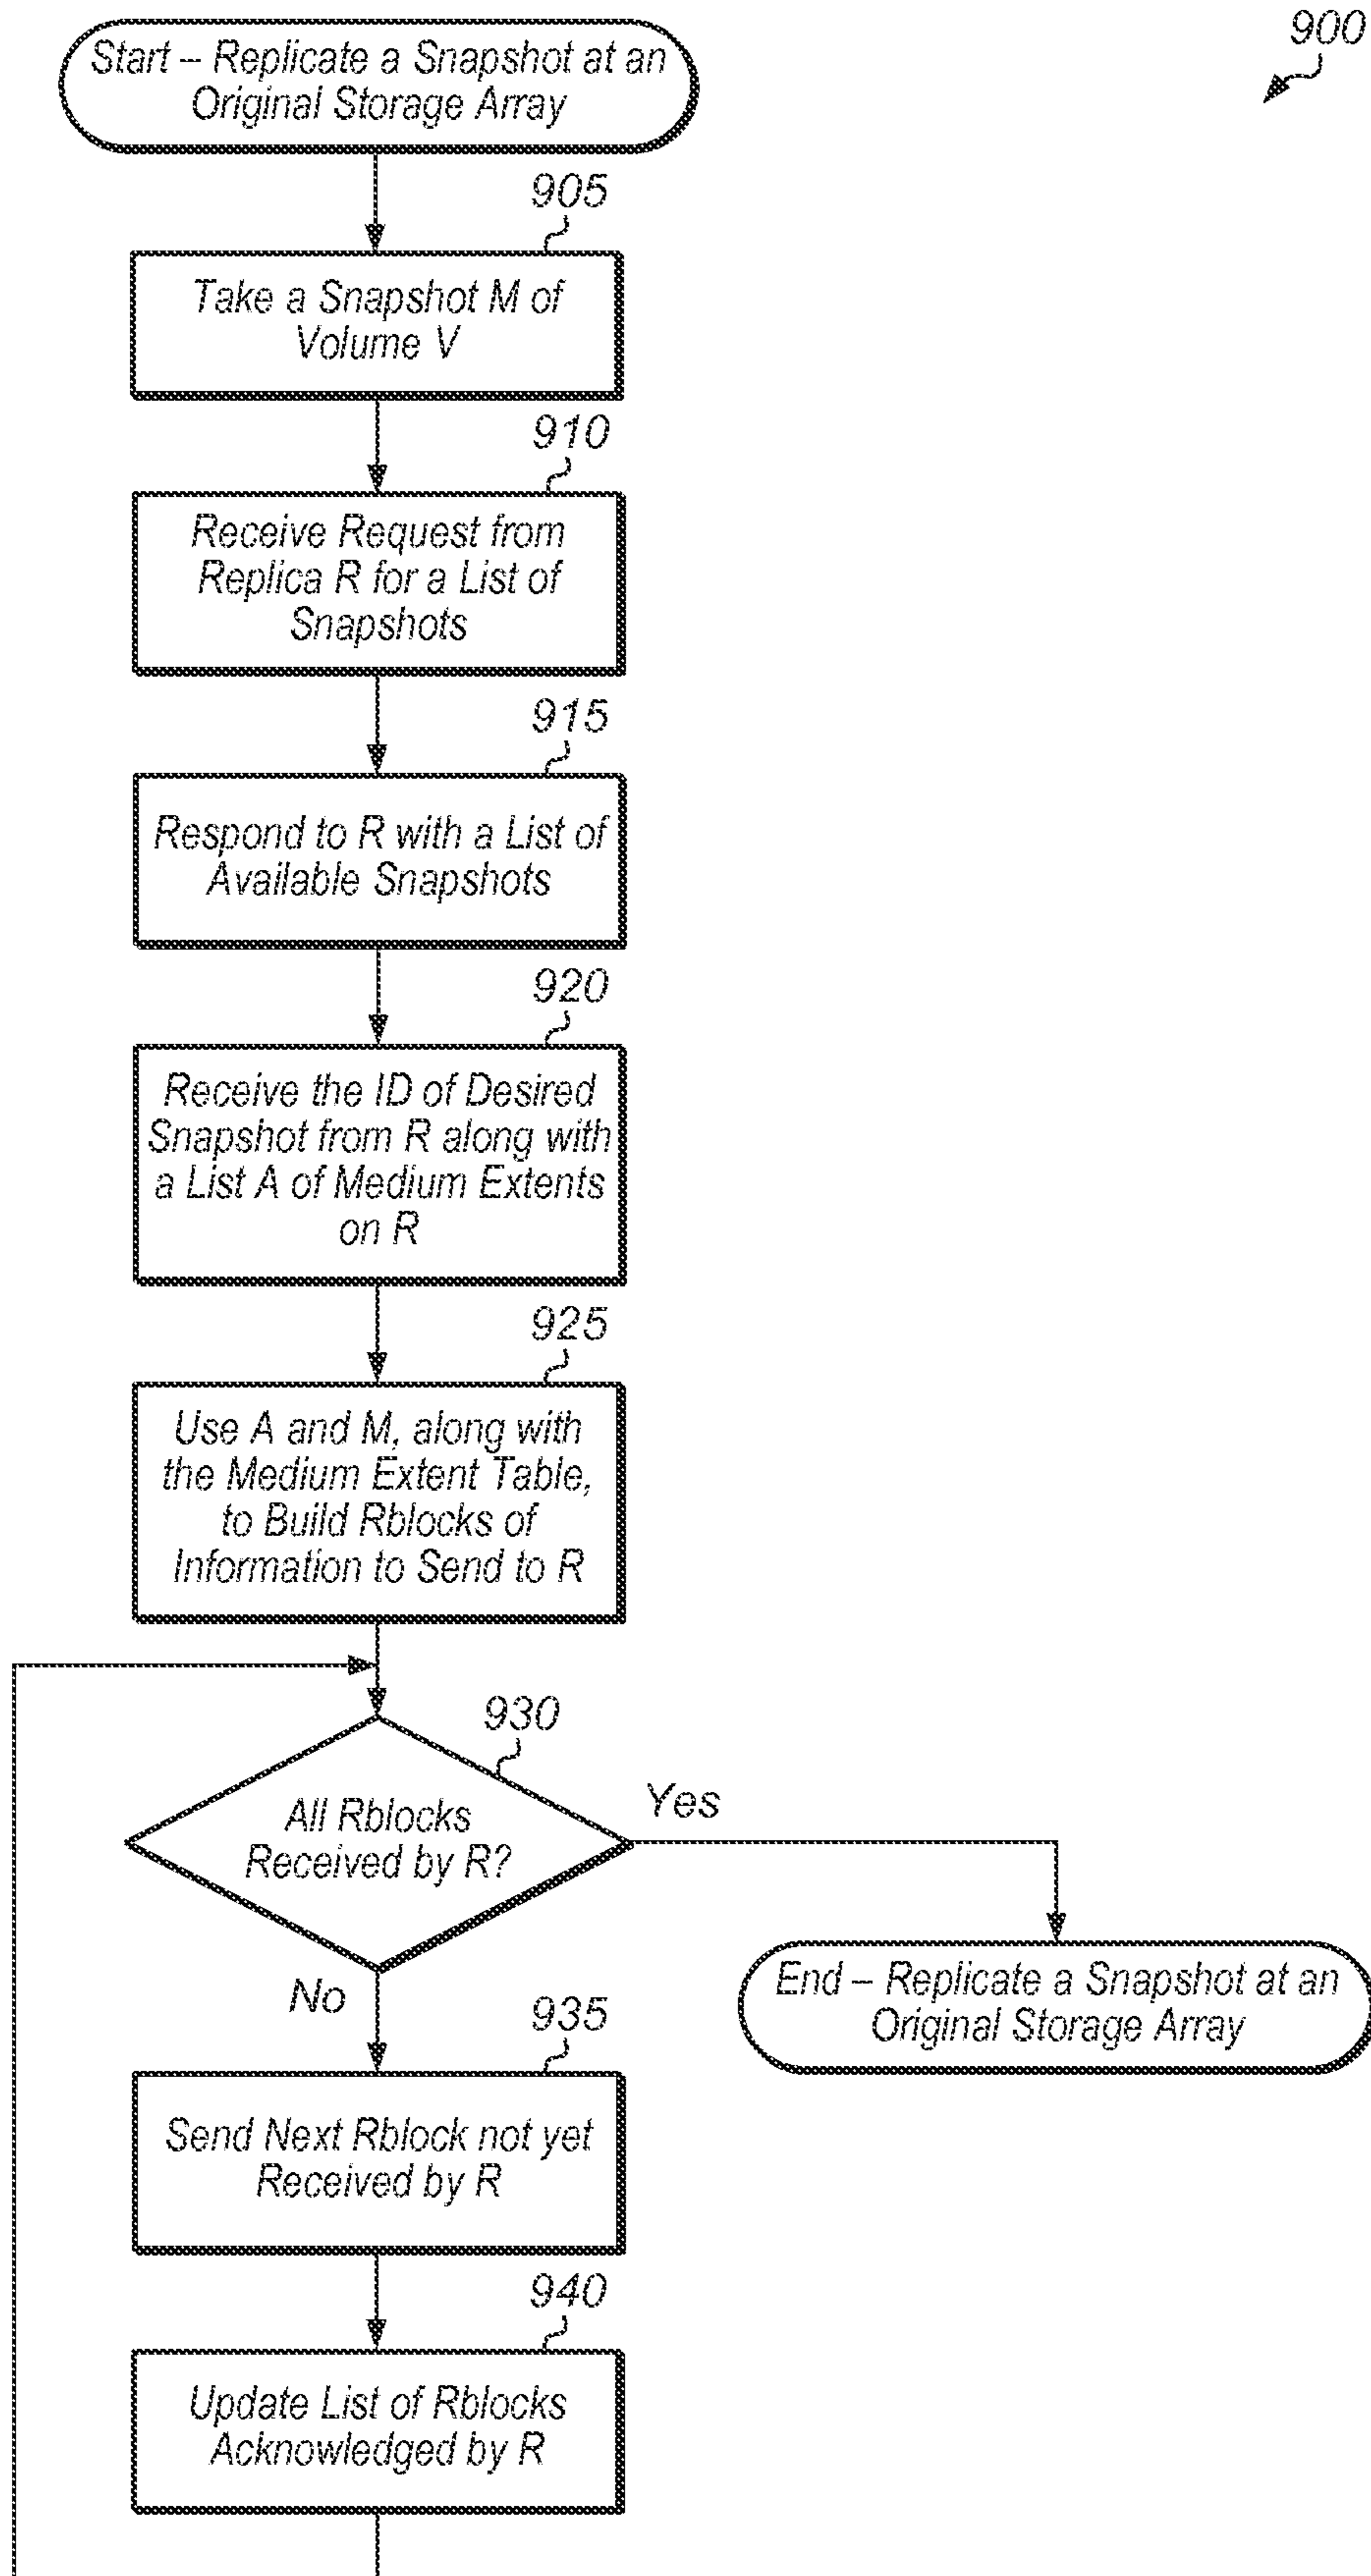 900
Start – Replicate a Snapshot at an
Original Storage Array
905
Take a Snapshot M of
Volume V
910
Receive Request from
Replica R for a List of
Snapshots
915
Respond to R with a List of
Available Snapshots
920
Receive the ID of Desired
Snapshot from R along with
a List A of Medium Extents
on R
925
Use A and M, along with
the Medium Extent Table,
to Build Rblocks of
Information to Send to R
930
All Rblocks
Received by R?
Yes
No
End – Replicate a Snapshot at an
Original Storage Array
935
Send Next Rblock not yet
Received by R
940
Update List of Rblocks
Acknowledged by R